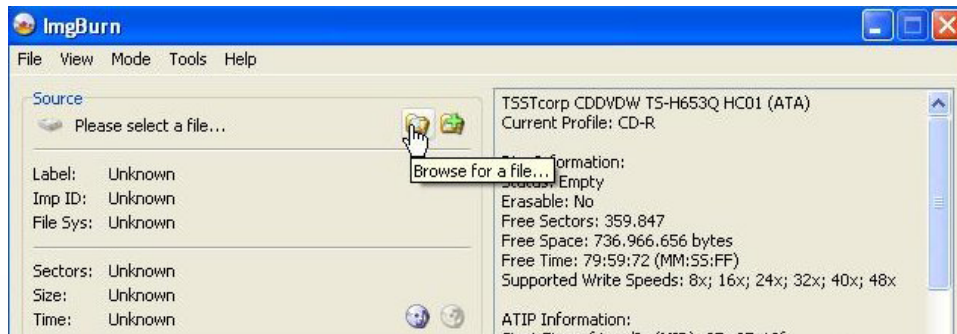 ImgBurn
File View Mode Tools Help
Source
Please select a file...
Label: Unknown
Imp ID: Unknown
File Sys: Unknown
Sectors: Unknown
Size: Unknown
Time: Unknown
Browse for a file...
TSSTcorp CDDVDW TS-H653Q HC01 (ATA)
Current Profile: CD-R
Information:
Status: Empty
Erasable: No
Free Sectors: 359.847
Free Space: 736.966.656 bytes
Free Time: 79:59:72 (MM:SS:FF)
Supported Write Speeds: 8x; 16x; 24x; 32x; 40x; 48x
ATIP Information: